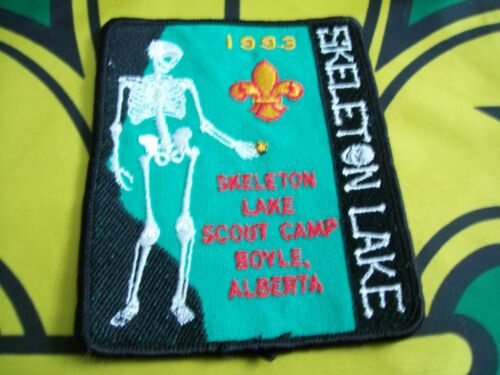 1993
SKELETON
LAKE
SCOUT CAMP
BOYLE,
ALBERTA
SKELETON LAKE